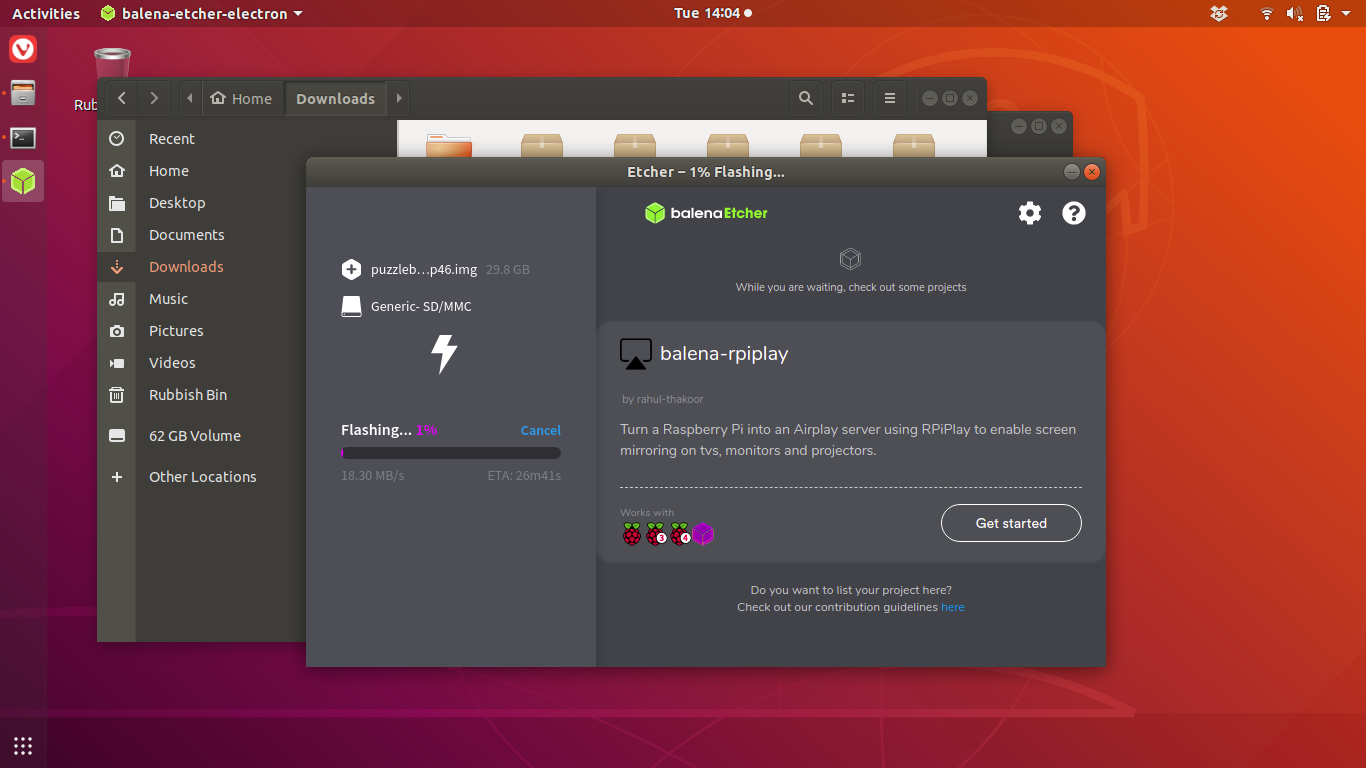 Activities
balena-etcher-electron
Tue 14:04
Home
Downloads
Recent
Home
Desktop
Documents
Downloads
Music
Pictures
Videos
Rubbish Bin
62 GB Volume
Other Locations
Etcher – 1% Flashing...
balenaEtcher
puzzleb…p46.img 29.8 GB
Generic- SD/MMC
Flashing... 1%
Cancel
18.30 MB/s
ETA: 26m41s
While you are waiting, check out some projects
balena-rpiplay
by rahul-thakoor
Turn a Raspberry Pi into an Airplay server using RPiPlay to enable screen
mirroring on tvs, monitors and projectors.
Works with
3
4
Get started
Do you want to list your project here?
Check out our contribution guidelines here